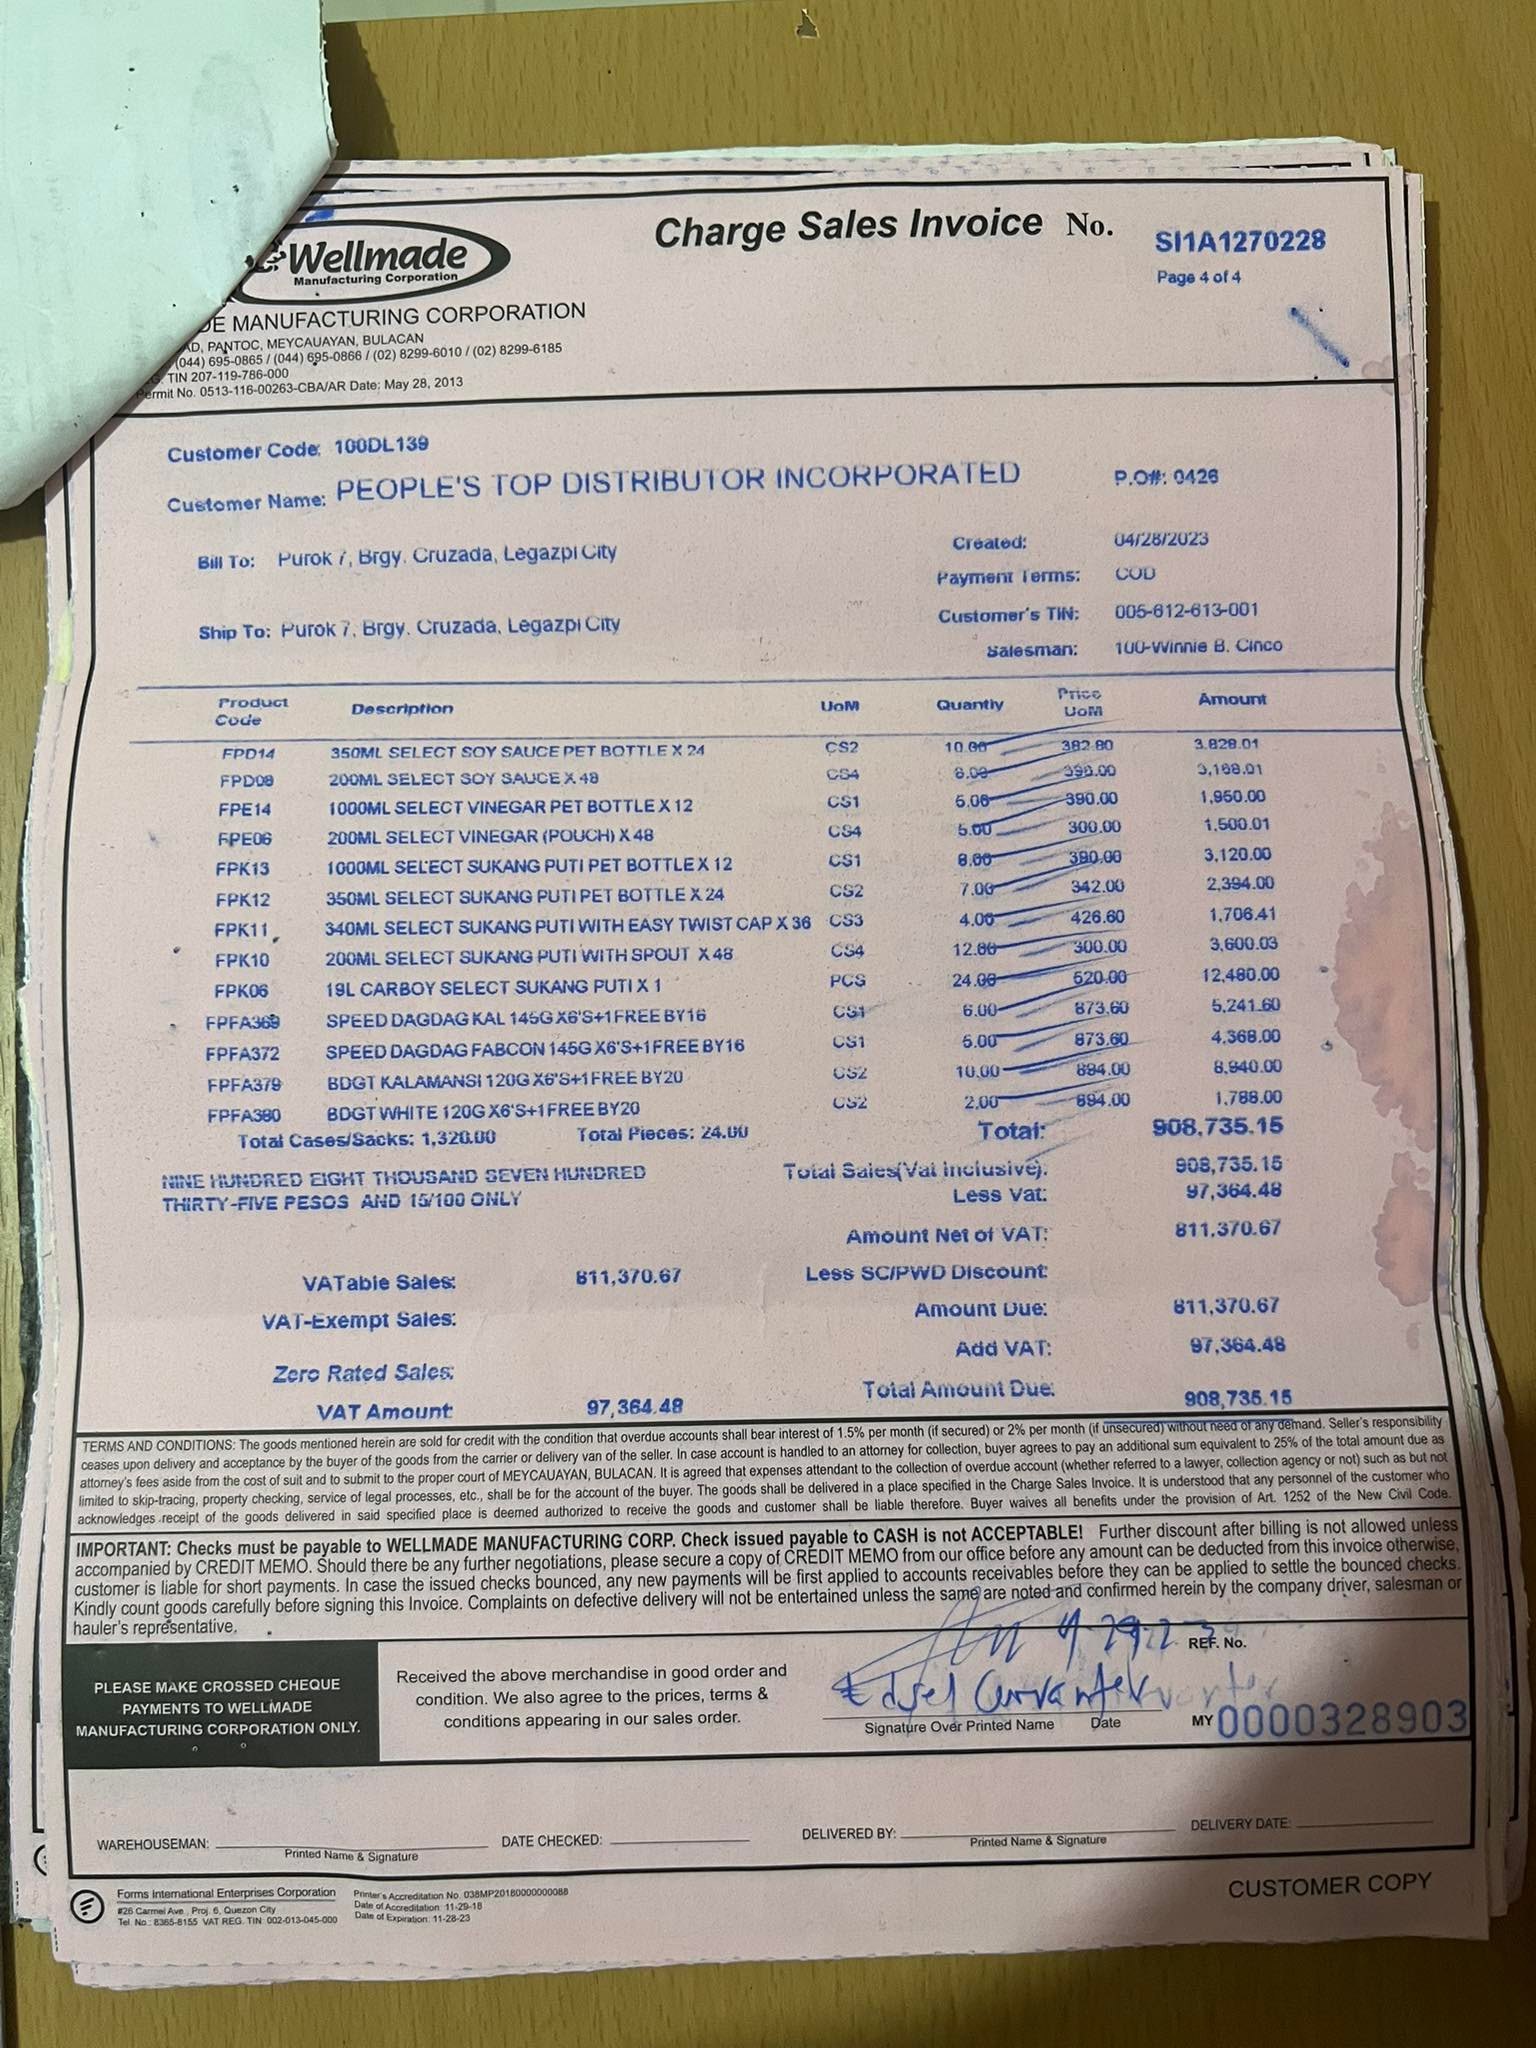 Wellmade
Manufacturing Corporation
Charge Sales Invoice No. SI1A1270228
Page 4 of 4
DE MANUFACTURING CORPORATION
AD, PANTOC, MEYCAUAYAN, BULACAN
(044) 695-0865 / (044) 695-0866 / (02) 8299-6010 / (02) 8299-6185
TIN 207-119-786-000
Permit No. 0513-116-00263-CBA/AR Date: May 28, 2013
Customer Code: 100DL139
Customer Name: PEOPLE'S TOP DISTRIBUTOR INCORPORATED P.O#: 0426
Bill To: Purok 7, Brgy. Cruzada, Legazpi City
Created: 04/28/2023
Payment Terms: COD
Ship To: Purok 7, Brgy. Cruzada, Legazpi City
Customer's TIN: 005-612-613-001
Salesman: 100-Winnie B. Cinco
Product Code Description UoM Quantity Price UoM Amount
FPD14 350ML SELECT SOY SAUCE PET BOTTLE X 24 CS2 10.00 382.80 3,828.01
FPD08 200ML SELECT SOY SAUCE X 48 CS4 8.00 396.00 3,168.01
FPE14 1000ML SELECT VINEGAR PET BOTTLE X 12 CS1 5.00 390.00 1,950.00
FPE06 200ML SELECT VINEGAR (POUCH) X 48 CS4 5.00 300.00 1,500.01
FPK13 1000ML SELECT SUKANG PUTI PET BOTTLE X 12 CS1 8.00 390.00 3,120.00
FPK12 350ML SELECT SUKANG PUTI PET BOTTLE X 24 CS2 7.00 342.00 2,394.00
FPK11 340ML SELECT SUKANG PUTI WITH EASY TWIST CAP X 36 CS3 4.00 426.60 1,706.41
FPK10 200ML SELECT SUKANG PUTI WITH SPOUT X 48 CS4 12.00 300.00 3,600.03
FPK06 19L CARBOY SELECT SUKANG PUTI X 1 PCS 24.00 520.00 12,480.00
FPFA369 SPEED DAGDAG KAL 145G X6'S+1 FREE BY16 CS1 6.00 873.60 5,241.60
FPFA372 SPEED DAGDAG FABCON 145G X6'S+1 FREE BY16 CS1 5.00 873.60 4,368.00
FPFA379 BDGT KALAMANSI 120G X6'S+1 FREE BY20 CS2 10.00 894.00 8,940.00
FPFA380 BDGT WHITE 120G X6'S+1 FREE BY20 CS2 2.00 894.00 1,788.00
Total Cases/Sacks: 1,320.00 Total Pieces: 24.00 Total: 908,735.15
NINE HUNDRED EIGHT THOUSAND SEVEN HUNDRED
THIRTY-FIVE PESOS AND 15/100 ONLY
Total Sales(Vat Inclusive): 908,735.15
Less Vat: 97,364.48
Amount Net of VAT: 811,370.67
VATable Sales: 811,370.67 Less SC/PWD Discount:
VAT-Exempt Sales: Amount Due: 811,370.67
Zero Rated Sales: Add VAT: 97,364.48
VAT Amount: 97,364.48 Total Amount Due: 908,735.15
TERMS AND CONDITIONS: The goods mentioned herein are sold for credit with the condition that overdue accounts shall bear interest of 1.5% per month (if secured) or 2% per month (if unsecured) without need of any demand. Seller's responsibility
ceases upon delivery and acceptance by the buyer of the goods from the carrier or delivery van of the seller. In case account is handled to an attorney for collection, buyer agrees to pay an additional sum equivalent to 25% of the total amount due as
attorney's fees aside from the cost of suit and to submit to the proper court of MEYCAUAYAN, BULACAN. It is agreed that expenses attendant to the collection of overdue account (whether referred to a lawyer, collection agency or not) such as but not
limited to skip-tracing, property checking, service of legal processes, etc., shall be for the account of the buyer. The goods shall be delivered in a place specified in the Charge Sales Invoice. It is understood that any personnel of the customer who
acknowledges receipt of the goods delivered in said specified place is deemed authorized to receive the goods and customer shall be liable therefore. Buyer waives all benefits under the provision of Art. 1252 of the New Civil Code.
IMPORTANT: Checks must be payable to WELLMADE MANUFACTURING CORP. Check issued payable to CASH is not ACCEPTABLE! Further discount after billing is not allowed unless
accompanied by CREDIT MEMO. Should there be any further negotiations, please secure a copy of CREDIT MEMO from our office before any amount can be deducted from this invoice otherwise,
customer is liable for short payments. In case the issued checks bounced, any new payments will be first applied to accounts receivables before they can be applied to settle the bounced checks.
Kindly count goods carefully before signing this Invoice. Complaints on defective delivery will not be entertained unless the same are noted and confirmed herein by the company driver, salesman or
hauler's representative.
PLEASE MAKE CROSSED CHEQUE
PAYMENTS TO WELLMADE
MANUFACTURING CORPORATION ONLY.
Received the above merchandise in good order and
condition. We also agree to the prices, terms &
conditions appearing in our sales order.
4-29-23
Edsel
Signature Over Printed Name Date
REF. No.
MY 0000328903
WAREHOUSEMAN: DATE CHECKED: DELIVERED BY: DELIVERY DATE:
Printed Name & Signature Printed Name & Signature
Forms International Enterprises Corporation
#26 Carmel Ave., Proj. 6, Quezon City
Tel. No.: 8365-8155 VAT REG. TIN: 002-013-045-000
Printer's Accreditation No. 038MP20180000000088
Date of Accreditation: 11-29-18
Date of Expiration: 11-28-23
CUSTOMER COPY